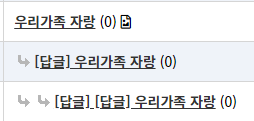 우리가족 자랑 (0)
[답글] 우리가족 자랑 (0)
[답글] [답글] 우리가족 자랑 (0)